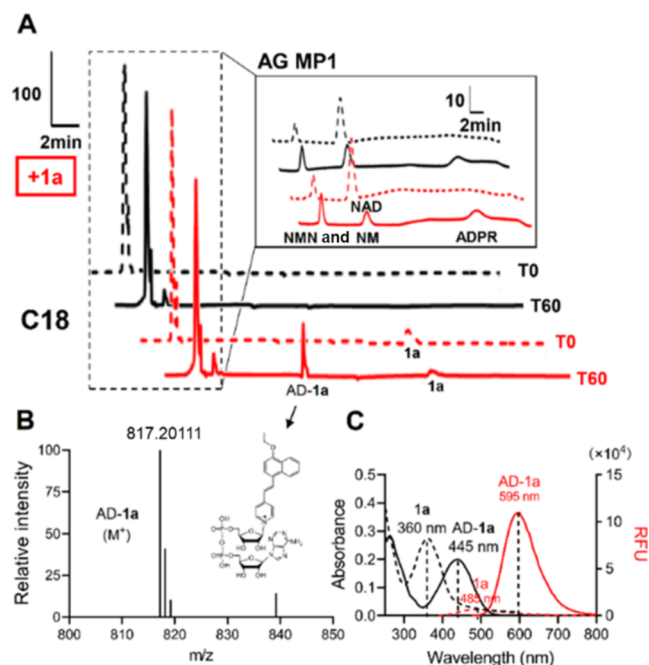 A
AG MP1
100
2min
10
2min
+1a
NAD
NMN and NM
ADPR
T0
C18
T60
T0
1a
1a
T60
AD-1a
B
C
817.20111
(×10⁴)
Relative intensity
100
75
50
25
0
AD-1a
(M⁺)
800
810
820
830
840
850
m/z
Absorbance
0.5
0.4
0.3
0.2
0.1
0.0
1a
360 nm
AD-1a
445 nm
AD-1a
595 nm
1a
485 nm
15
10
5
0
RFU
300
400
500
600
700
800
Wavelength (nm)